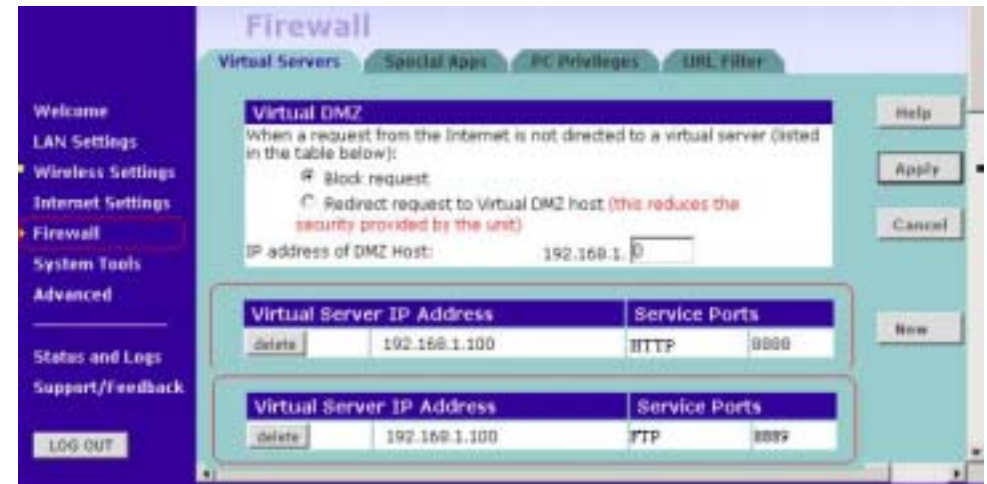 Firewall
Virtual Servers Special Apps PC Privileges URL Filter
Welcome
LAN Settings
Wireless Settings
Internet Settings
Firewall
System Tools
Advanced
Status and Logs
Support/Feedback
LOG OUT
Virtual DMZ
When a request from the Internet is not directed to a virtual server (listed
in the table below):
Block request
Redirect request to Virtual DMZ host (this reduces the
security provided by the unit)
IP address of DMZ Host: 192.168.1. 0
Virtual Server IP Address Service Ports
delete 192.168.1.100 HTTP 8888
Virtual Server IP Address Service Ports
delete 192.168.1.100 FTP 8889
Help
Apply
Cancel
New